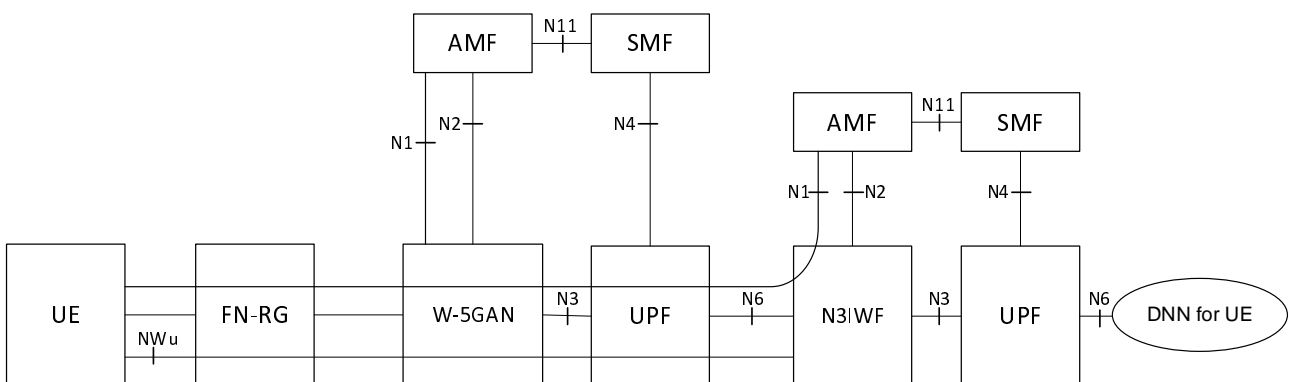 N11
AMF
SMF
N11
AMF
SMF
N2
N4
N1
N1
N2
N4
N3
N6
N3
N6
UE
FN-RG
W-5GAN
UPF
N3IWF
UPF
DNN for UE
NWu